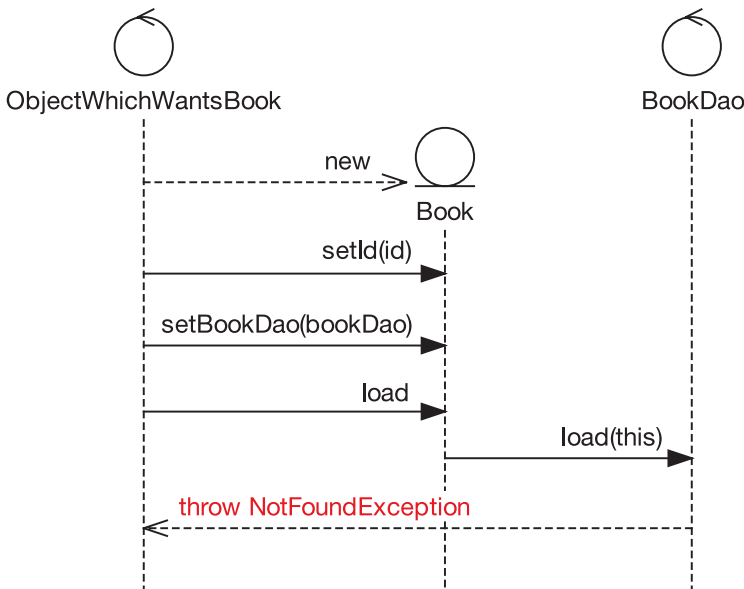 ObjectWhichWantsBook
BookDao
new
Book
setId(id)
setBookDao(bookDao)
load
load(this)
throw NotFoundException